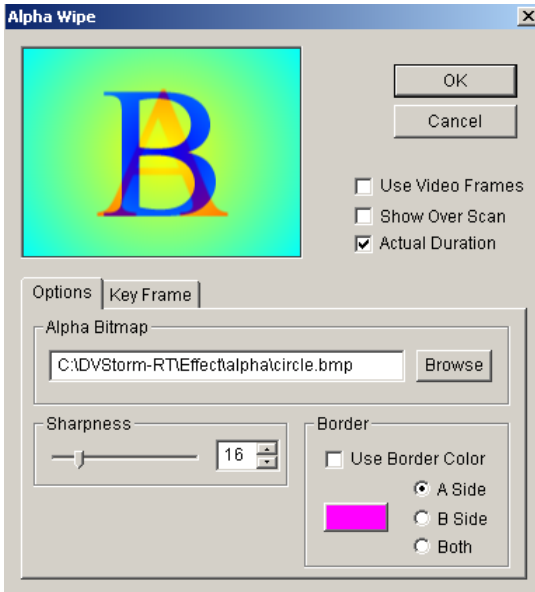 Alpha Wipe
A
B
OK
Cancel
Use Video Frames
Show Over Scan
Actual Duration
Options
Key Frame
Alpha Bitmap
C:\DVStorm-RT\Effect\alpha\circle.bmp
Browse
Sharpness
16
Border
Use Border Color
A Side
B Side
Both